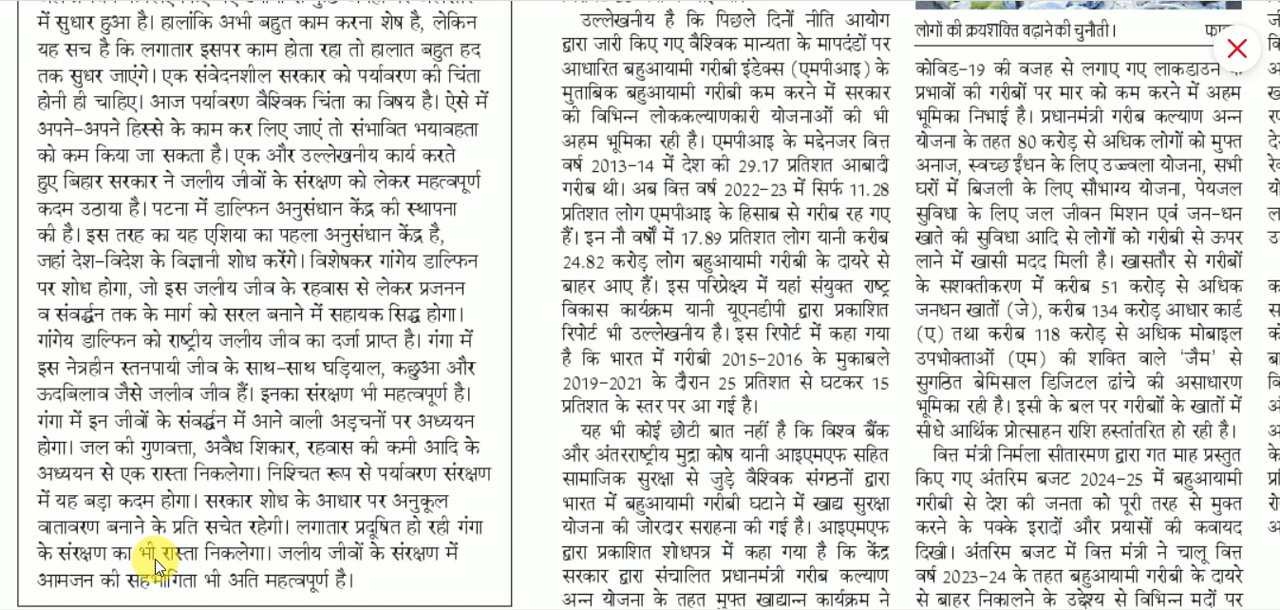 में सुधार हुआ है। हालांकि अभी बहुत काम करना शेष है, लेकिन
यह सच है कि लगातार इसपर काम होता रहा तो हालात बहुत हद
तक सुधर जाएंगे। एक संवेदनशील सरकार को पर्यावरण की चिंता
होनी ही चाहिए। आज पर्यावरण वैश्विक चिंता का विषय है। ऐसे में
अपने-अपने हिस्से के काम कर लिए जाएं तो संभावित भयावहता
को कम किया जा सकता है। एक और उल्लेखनीय कार्य करते
हुए बिहार सरकार ने जलीय जीवों के संरक्षण को लेकर महत्वपूर्ण
कदम उठाया है। पटना में डाल्फिन अनुसंधान केंद्र की स्थापना
की है। इस तरह का यह एशिया का पहला अनुसंधान केंद्र है,
जहां देश-विदेश के विज्ञानी शोध करेंगे। विशेषकर गांगेय डाल्फिन
पर शोध होगा, जो इस जलीय जीव के रहवास से लेकर प्रजनन
व संवर्द्धन तक के मार्ग को सरल बनाने में सहायक सिद्ध होगा।
गांगेय डाल्फिन को राष्ट्रीय जलीय जीव का दर्जा प्राप्त है। गंगा में
इस नेत्रहीन स्तनपायी जीव के साथ-साथ घड़ियाल, कछुआ और
ऊदबिलाव जैसे जलीव जीव हैं। इनका संरक्षण भी महत्वपूर्ण है।
गंगा में इन जीवों के संवर्द्धन में आने वाली अड़चनों पर अध्ययन
होगा। जल की गुणवत्ता, अवैध शिकार, रहवास की कमी आदि के
अध्ययन से एक रास्ता निकलेगा। निश्चित रूप से पर्यावरण संरक्षण
में यह बड़ा कदम होगा। सरकार शोध के आधार पर अनुकूल
वातावरण बनाने के प्रति सचेत रहेगी। लगातार प्रदूषित हो रही गंगा
के संरक्षण का भी रास्ता निकलेगा। जलीय जीवों के संरक्षण में
आमजन की सहभागिता भी अति महत्वपूर्ण है।
उल्लेखनीय है कि पिछले दिनों नीति आयोग
द्वारा जारी किए गए वैश्विक मान्यता के मापदंडों पर
आधारित बहुआयामी गरीबी इंडेक्स (एमपीआइ) के
मुताबिक बहुआयामी गरीबी कम करने में सरकार
की विभिन्न लोककल्याणकारी योजनाओं की भी
अहम भूमिका रही है। एमपीआइ के मद्देनजर वित्त
वर्ष 2013-14 में देश की 29.17 प्रतिशत आबादी
गरीब थी। अब वित्त वर्ष 2022-23 में सिर्फ 11.28
प्रतिशत लोग एमपीआइ के हिसाब से गरीब रह गए
हैं। इन नौ वर्षों में 17.89 प्रतिशत लोग यानी करीब
24.82 करोड़ लोग बहुआयामी गरीबी के दायरे से
बाहर आए हैं। इस परिप्रेक्ष्य में यहां संयुक्त राष्ट्र
विकास कार्यक्रम यानी यूएनडीपी द्वारा प्रकाशित
रिपोर्ट भी उल्लेखनीय है। इस रिपोर्ट में कहा गया
है कि भारत में गरीबी 2015-2016 के मुकाबले
2019-2021 के दौरान 25 प्रतिशत से घटकर 15
प्रतिशत के स्तर पर आ गई है।
यह भी कोई छोटी बात नहीं है कि विश्व बैंक
और अंतरराष्ट्रीय मुद्रा कोष यानी आइएमएफ सहित
सामाजिक सुरक्षा से जुड़े वैश्विक संगठनों द्वारा
भारत में बहुआयामी गरीबी घटाने में खाद्य सुरक्षा
योजना की जोरदार सराहना की गई है। आइएमएफ
द्वारा प्रकाशित शोधपत्र में कहा गया है कि केंद्र
सरकार द्वारा संचालित प्रधानमंत्री गरीब कल्याण
अन्न योजना के तहत मुफ्त खाद्यान्न कार्यक्रम ने
लोगों की क्रयशक्ति बढ़ाने की चुनौती।
कोविड-19 की वजह से लगाए गए लाकडाउन
प्रभावों की गरीबों पर मार को कम करने में अहम
भूमिका निभाई है। प्रधानमंत्री गरीब कल्याण अन्न
योजना के तहत 80 करोड़ से अधिक लोगों को मुफ्त
अनाज, स्वच्छ ईंधन के लिए उज्ज्वला योजना, सभी
घरों में बिजली के लिए सौभाग्य योजना, पेयजल
सुविधा के लिए जल जीवन मिशन एवं जन-धन
खाते की सुविधा आदि से लोगों को गरीबी से ऊपर
लाने में खासी मदद मिली है। खासतौर से गरीबों
के सशक्तीकरण में करीब 51 करोड़ से अधिक
जनधन खातों (जे), करीब 134 करोड़ आधार कार्ड
(ए) तथा करीब 118 करोड़ से अधिक मोबाइल
उपभोक्ताओं (एम) की शक्ति वाले 'जैम' से
सुगठित बेमिसाल डिजिटल ढांचे की असाधारण
भूमिका रही है। इसी के बल पर गरीबों के खातों में
सीधे आर्थिक प्रोत्साहन राशि हस्तांतरित हो रही है।
वित्त मंत्री निर्मला सीतारमण द्वारा गत माह प्रस्तुत
किए गए अंतरिम बजट 2024-25 में बहुआयामी
गरीबी से देश की जनता को पूरी तरह से मुक्त
करने के पक्के इरादों और प्रयासों की कवायद
दिखी। अंतरिम बजट में वित्त मंत्री ने चालू वित्त
वर्ष 2023-24 के तहत बहुआयामी गरीबी के दायरे
से बाहर निकालने के उद्देश्य से विभिन्न मदों पर